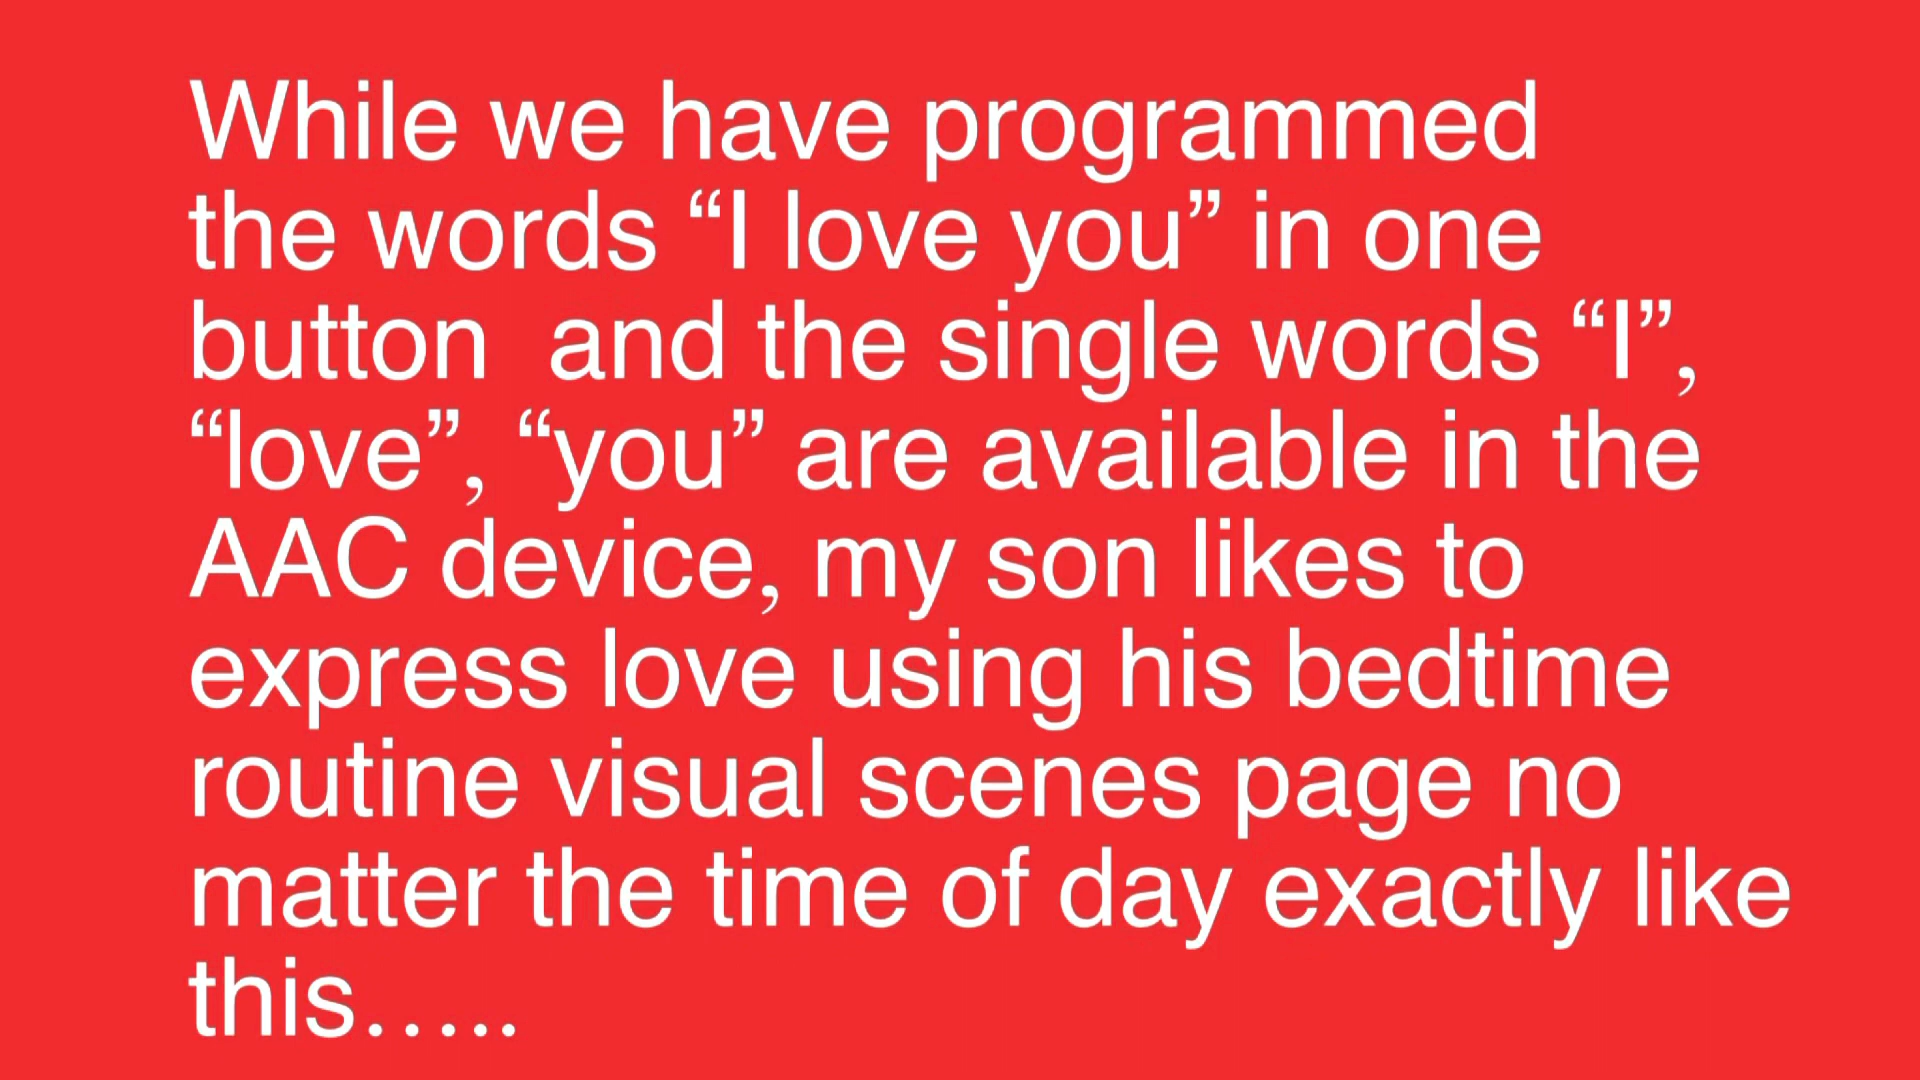 While we have programmed
the words “I love you” in one
button  and the single words “I”,
“love”, “you” are available in the
AAC device, my son likes to
express love using his bedtime
routine visual scenes page no
matter the time of day exactly like
this…..